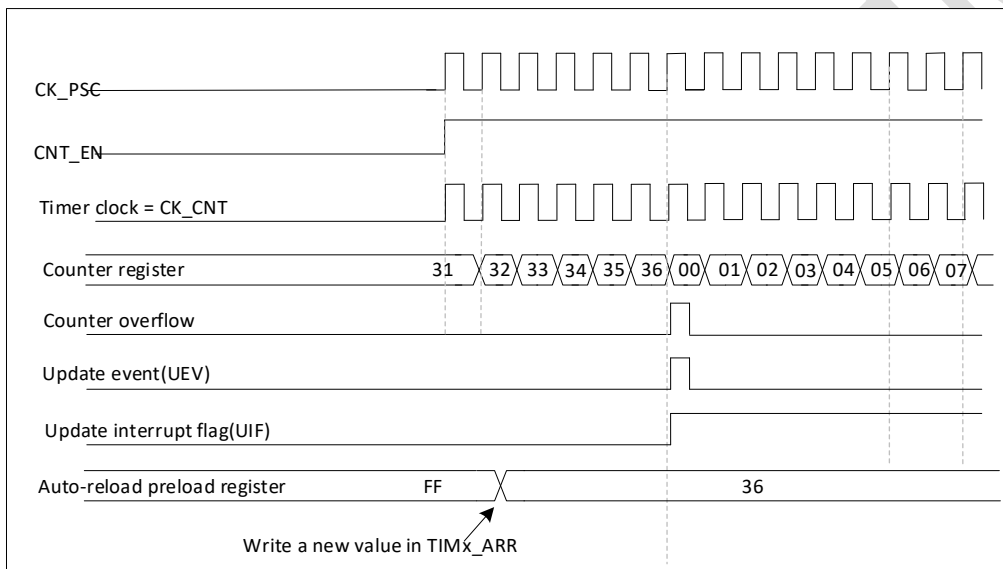 CK_PSC
CNT_EN
Timer clock = CK_CNT
Counter register 31 32 33 34 35 36 00 01 02 03 04 05 06 07
Counter overflow
Update event(UEV)
Update interrupt flag(UIF)
Auto-reload preload register FF 36
Write a new value in TIMx_ARR